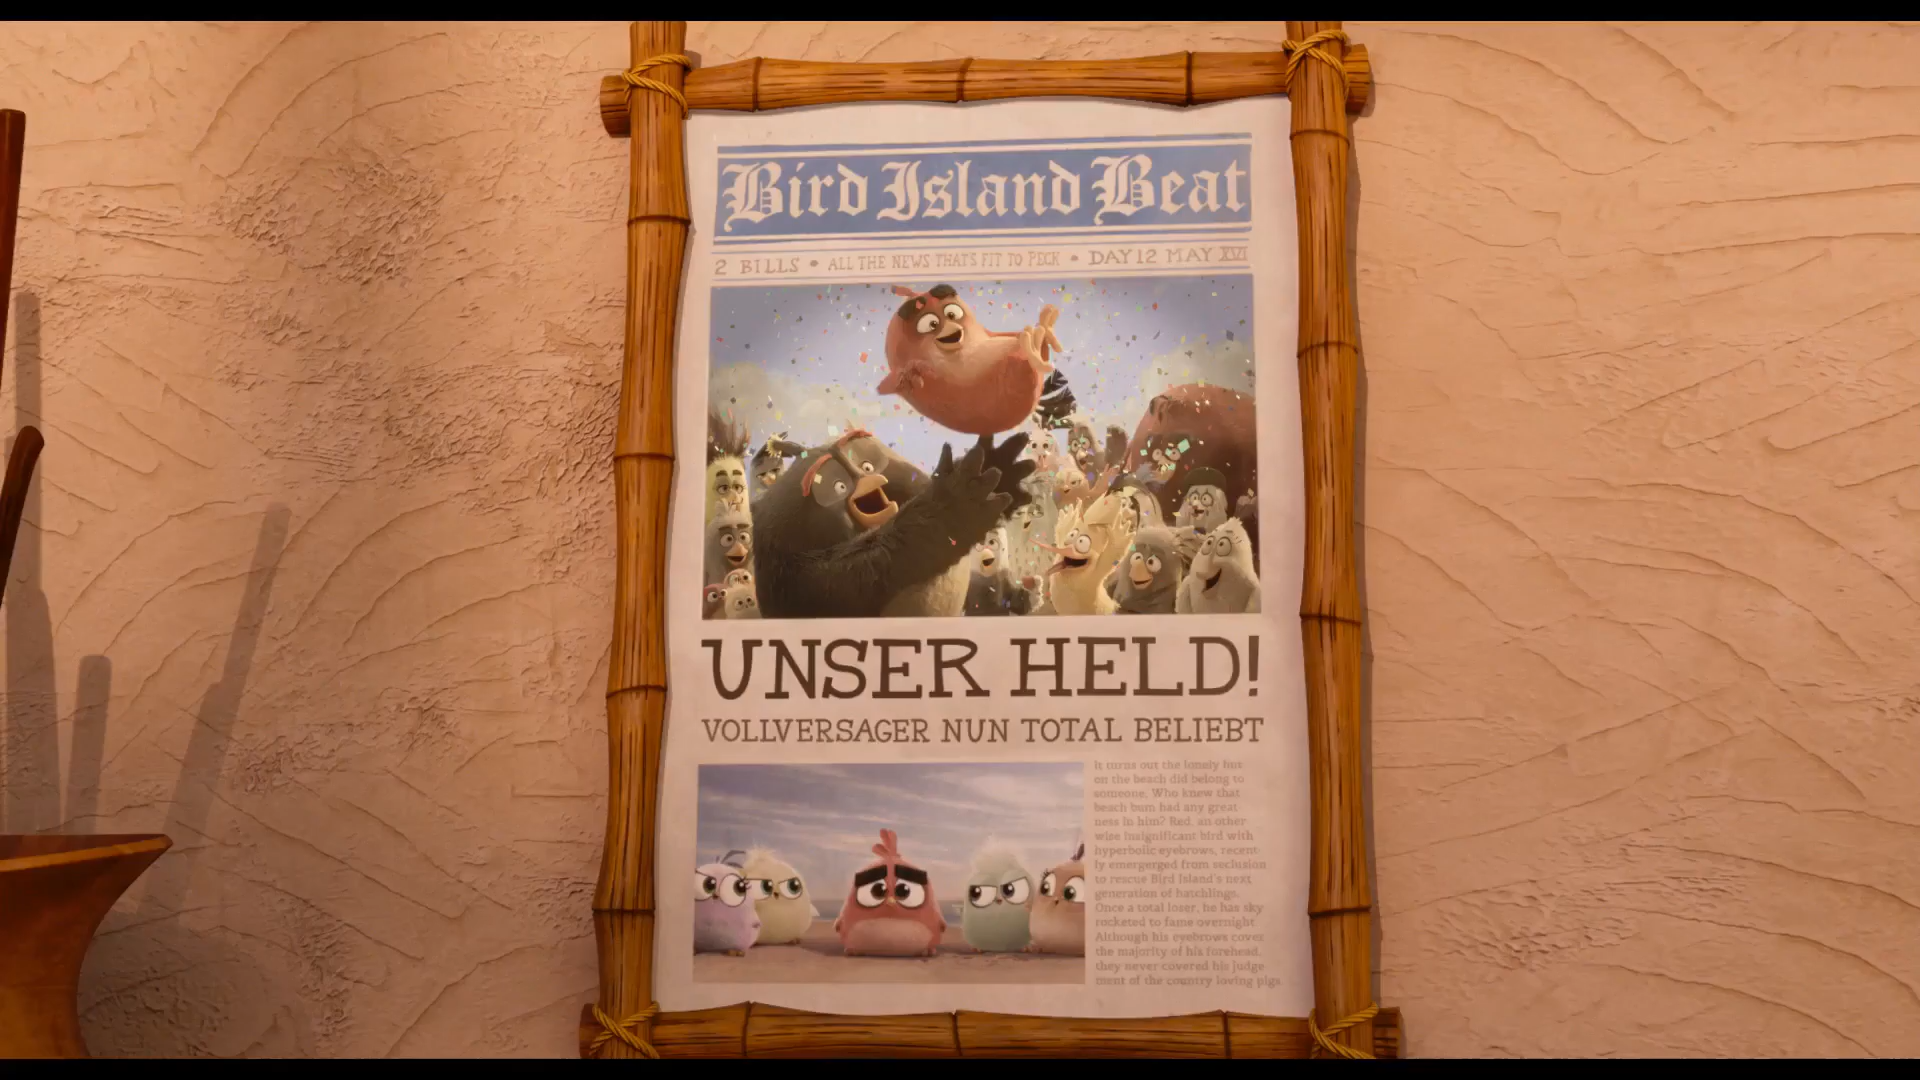 Bird Island Beat
2 BILLS • ALL THE NEWS THAT'S FIT TO PECK • DAY 12 MAY XVI
UNSER HELD!
VOLLVERSAGER NUN TOTAL BELIEBT
It turns out the lonely hut
on the beach did belong to
someone. Who knew that
beach bum had any great
ness in him? Red, an other
wise insignificant bird with
hyperbolic eyebrows, recent
ly emergerged from seclusion
to rescue Bird Island's next
generation of hatchlings.
Once a total loser, he has sky
rocketed to fame overnight.
Although his eyebrows cover
the majority of his forehead,
they never covered his judge
ment of the country loving pigs